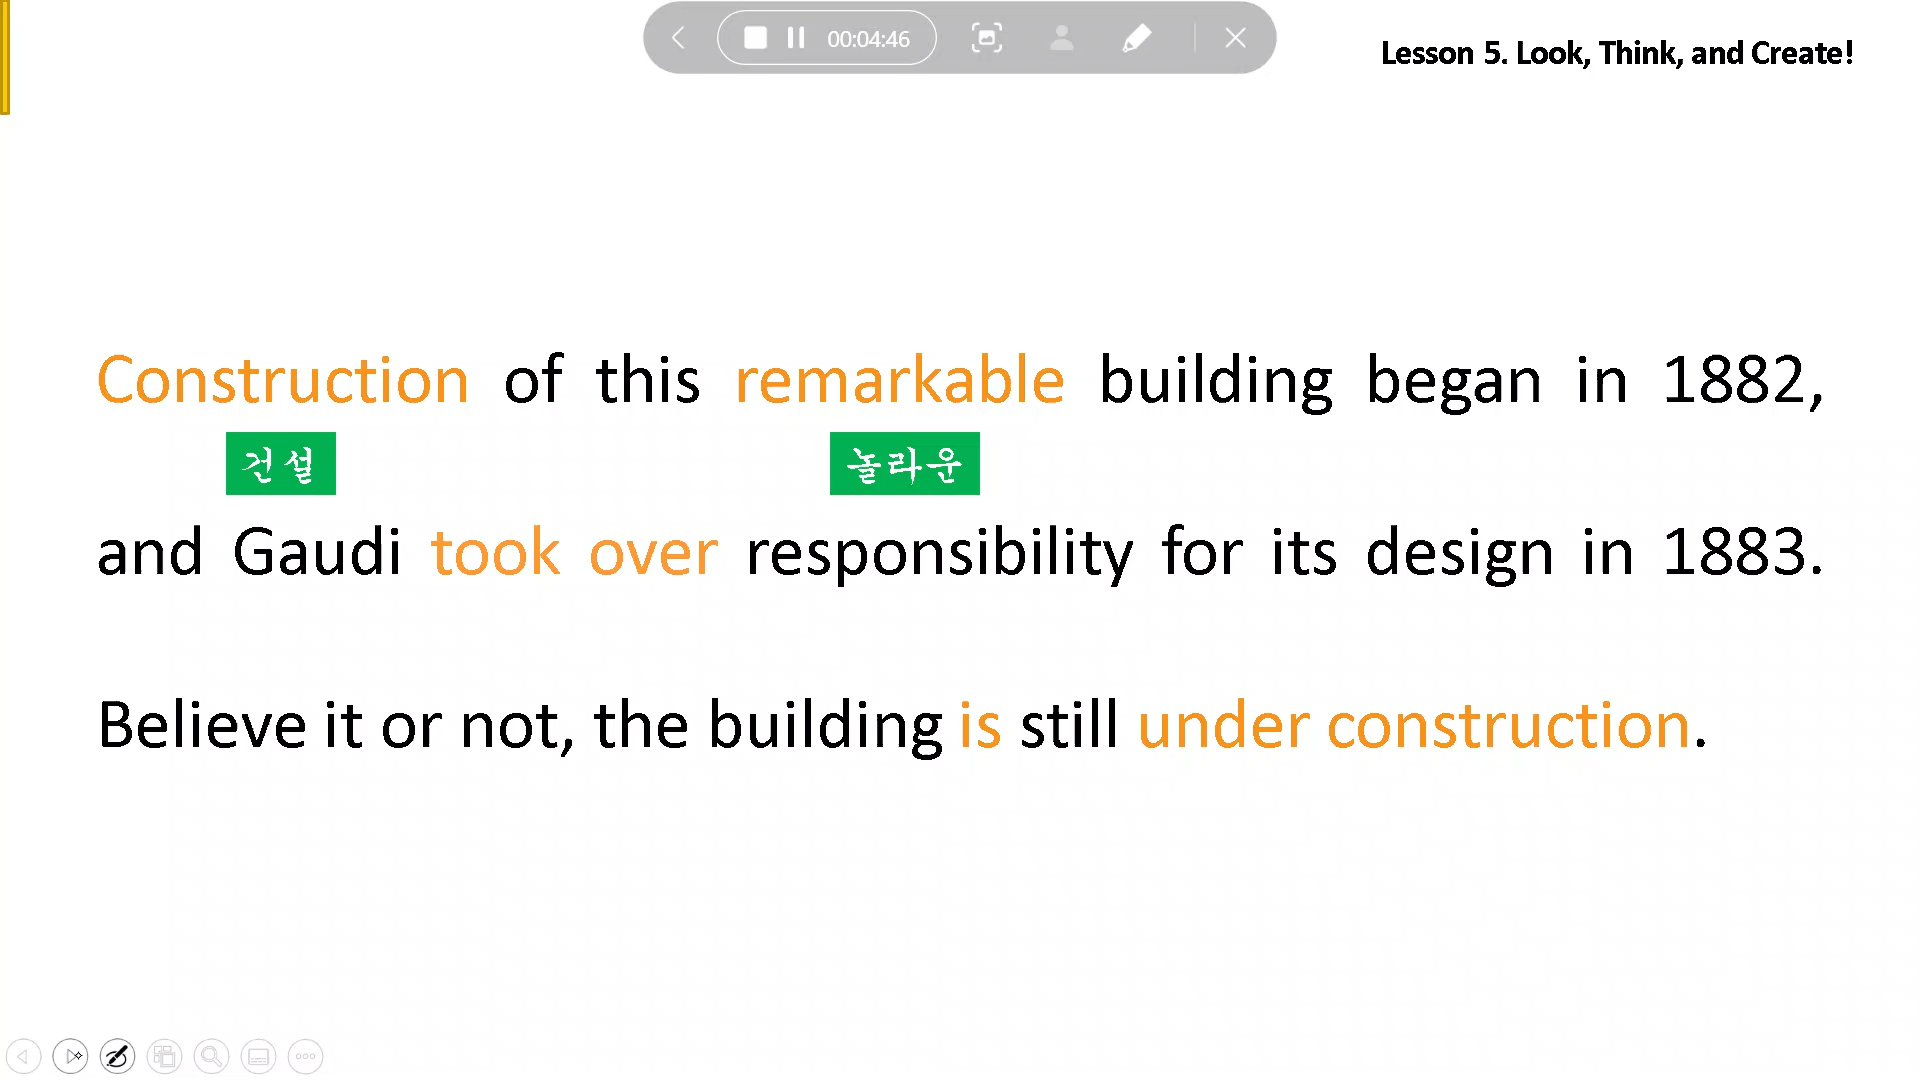 00:04:46
Lesson 5. Look, Think, and Create!
Construction of this remarkable building began in 1882,
건설 놀라운
and Gaudi took over responsibility for its design in 1883.
Believe it or not, the building is still under construction.